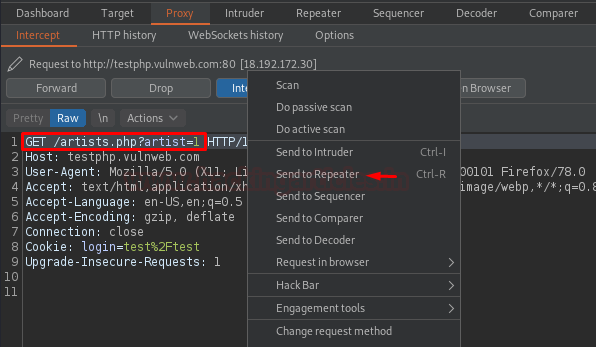 Dashboard Target Proxy Intruder Repeater Sequencer Decoder Comparer
Intercept HTTP history WebSockets history Options
Request to http://testphp.vulnweb.com:80 [18.192.172.30]
Forward Drop Inte n Browser
Pretty Raw \n Actions
1 GET /artists.php?artist=1 HTTP/1
2 Host: testphp.vulnweb.com
3 User-Agent: Mozilla/5.0 (X11; Li 00101 Firefox/78.0
4 Accept: text/html,application/xh image/webp,*/*;q=0.8
5 Accept-Language: en-US,en;q=0.5
6 Accept-Encoding: gzip, deflate
7 Connection: close
8 Cookie: login=test%2Ftest
9 Upgrade-Insecure-Requests: 1
10
11
Scan
Do passive scan
Do active scan
Send to Intruder Ctrl-I
Send to Repeater Ctrl-R
Send to Sequencer
Send to Comparer
Send to Decoder
Request in browser
Hack Bar
Engagement tools
Change request method